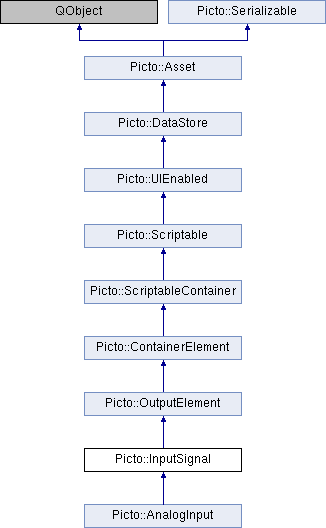 QObject
Picto::Serializable
Picto::Asset
Picto::DataStore
Picto::UIEnabled
Picto::Scriptable
Picto::ScriptableContainer
Picto::ContainerElement
Picto::OutputElement
Picto::InputSignal
Picto::AnalogInput